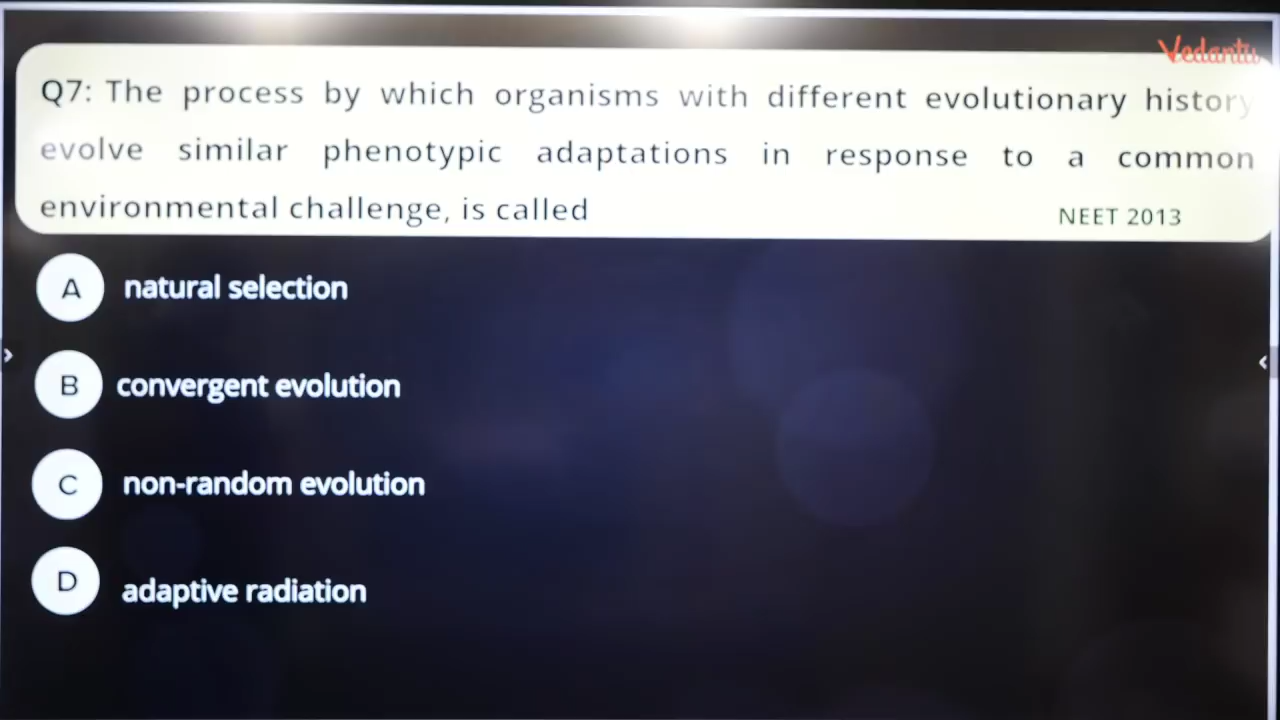 Vedantu
Q7: The process by which organisms with different evolutionary history
evolve similar phenotypic adaptations in response to a common
environmental challenge, is called
NEET 2013
A natural selection
B convergent evolution
C non-random evolution
D adaptive radiation